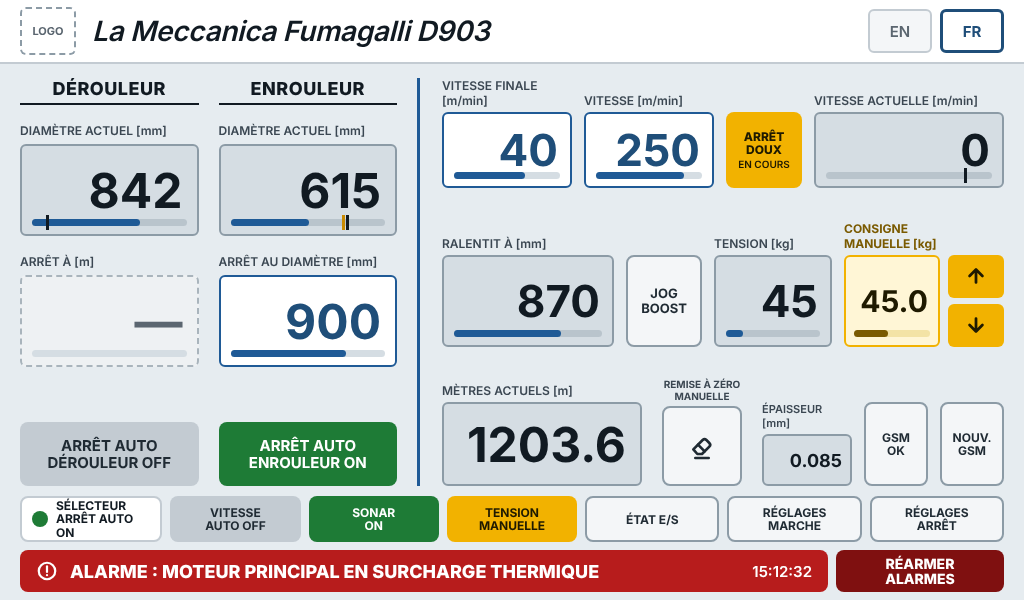 LOGO
La Meccanica Fumagalli D903
EN
FR
DÉROULEUR
ENROULEUR
DIAMÈTRE ACTUEL [mm]
842
DIAMÈTRE ACTUEL [mm]
615
ARRÊT À [m]
—
ARRÊT AU DIAMÈTRE [mm]
900
ARRÊT AUTO
DÉROULEUR OFF
ARRÊT AUTO
ENROULEUR ON
VITESSE FINALE
[m/min]
40
VITESSE [m/min]
250
ARRÊT
DOUX
EN COURS
VITESSE ACTUELLE [m/min]
0
RALENTIT À [mm]
870
JOG
BOOST
TENSION [kg]
45
CONSIGNE
MANUELLE [kg]
45.0
MÈTRES ACTUELS [m]
1203.6
REMISE À ZÉRO
MANUELLE
ÉPAISSEUR
[mm]
0.085
GSM
OK
NOUV.
GSM
SÉLECTEUR
ARRÊT AUTO
ON
VITESSE
AUTO OFF
SONAR
ON
TENSION
MANUELLE
ÉTAT E/S
RÉGLAGES
MARCHE
RÉGLAGES
ARRÊT
ALARME : MOTEUR PRINCIPAL EN SURCHARGE THERMIQUE
15:12:32
RÉARMER
ALARMES